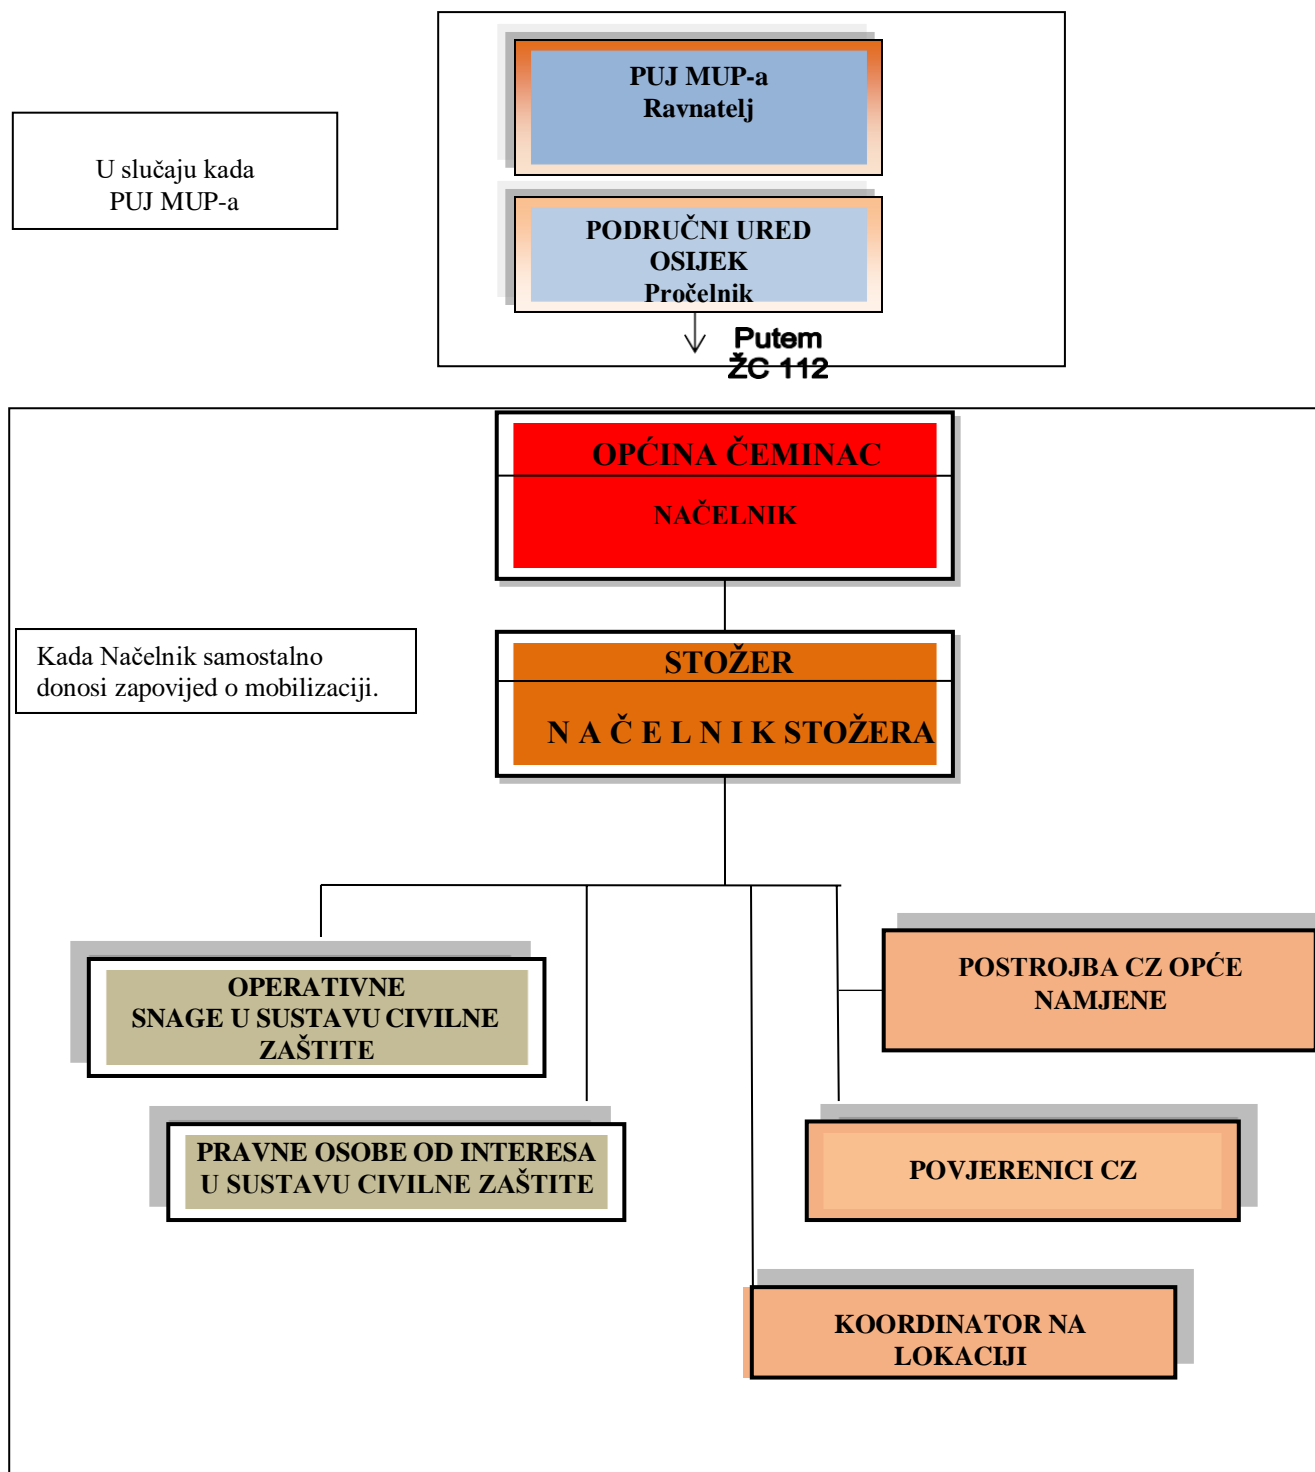 PUJ MUP-a
Ravnatelj
U slučaju kada
PUJ MUP-a
PODRUČNI URED
OSIJEK
Pročelnik
Putem
ŽC 112
OPĆINA ČEMINAC
NAČELNIK
Kada Načelnik samostalno
donosi zapovijed o mobilizaciji.
STOŽER
N A Č E L N I K STOŽERA
OPERATIVNE
SNAGE U SUSTAVU CIVILNE
ZAŠTITE
POSTROJBA CZ OPĆE
NAMJENE
PRAVNE OSOBE OD INTERESA
U SUSTAVU CIVILNE ZAŠTITE
POVJERENICI CZ
KOORDINATOR NA
LOKACIJI